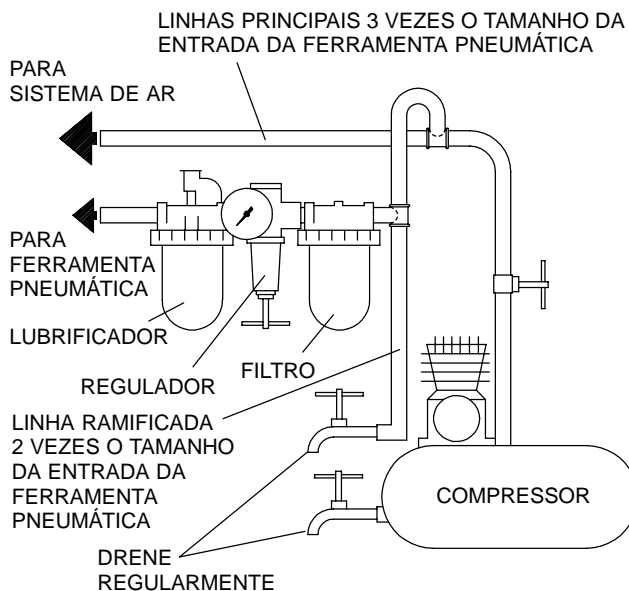 LINHAS PRINCIPAIS 3 VEZES O TAMANHO DA
ENTRADA DA FERRAMENTA PNEUMÁTICA
PARA
SISTEMA DE AR
PARA
FERRAMENTA
PNEUMÁTICA
LUBRIFICADOR
REGULADOR
FILTRO
LINHA RAMIFICADA
2 VEZES O TAMANHO
DA ENTRADA DA
FERRAMENTA
PNEUMÁTICA
COMPRESSOR
DRENE
REGULARMENTE